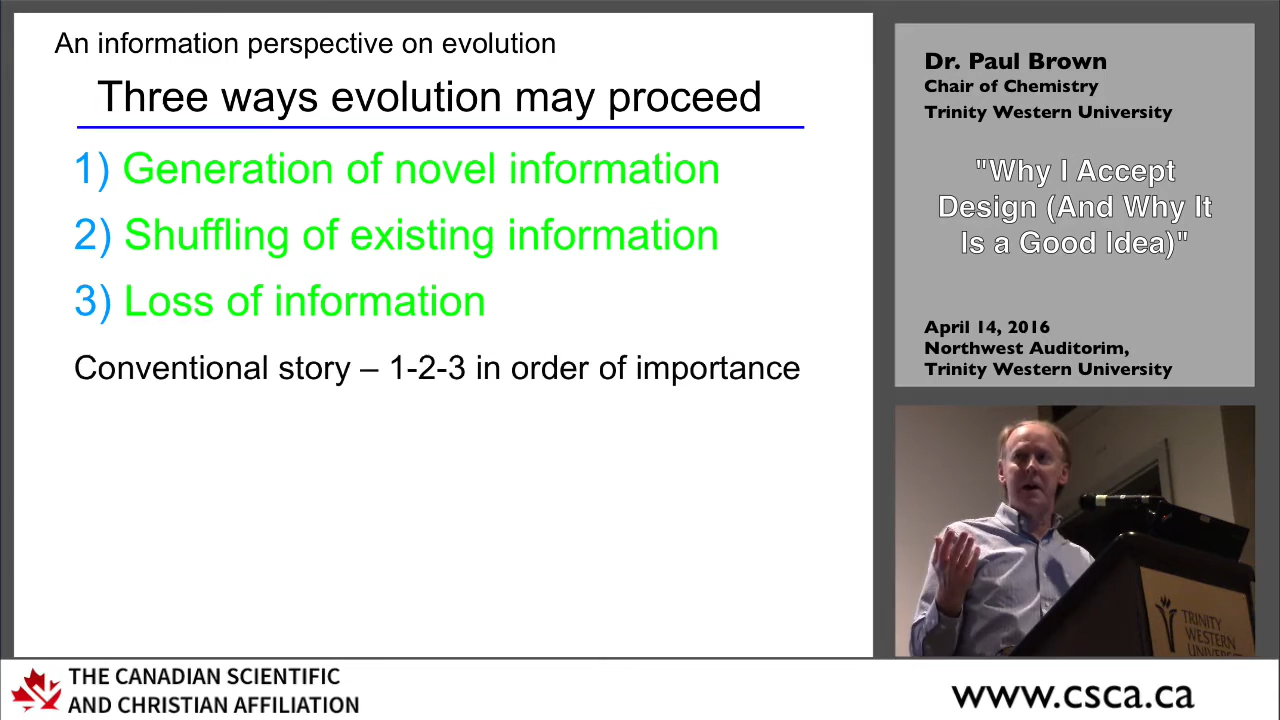 An information perspective on evolution
Three ways evolution may proceed
1) Generation of novel information
2) Shuffling of existing information
3) Loss of information
Conventional story – 1-2-3 in order of importance
Dr. Paul Brown
Chair of Chemistry
Trinity Western University
"Why I Accept
Design (And Why It
Is a Good Idea)"
April 14, 2016
Northwest Auditorim,
Trinity Western University
TRINITY
WESTERN
UNIVERSIT
THE CANADIAN SCIENTIFIC
AND CHRISTIAN AFFILIATION
www.csca.ca